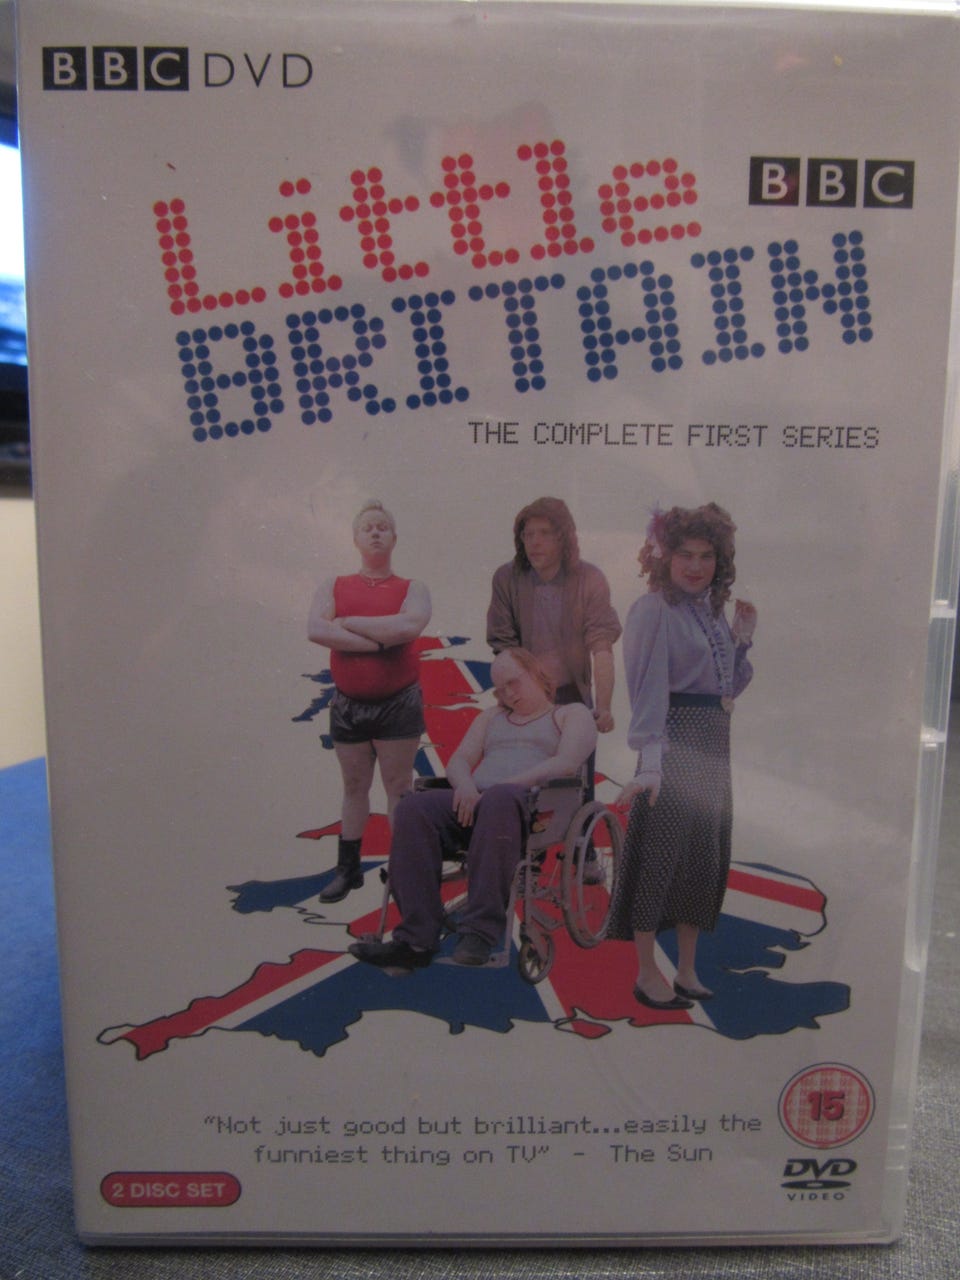 BBC DVD
BBC
Little
BRITAIN
THE COMPLETE FIRST SERIES
"Not just good but brilliant...easily the
funniest thing on TV" - The Sun
15
2 DISC SET
DVD
VIDEO